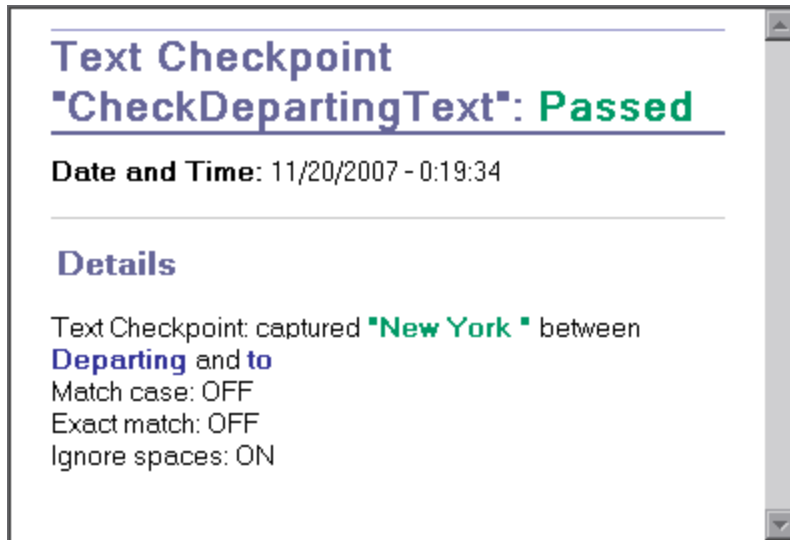 Text Checkpoint
"CheckDepartingText": Passed
Date and Time: 11/20/2007 - 0:19:34
Details
Text Checkpoint: captured "New York " between
Departing and to
Match case: OFF
Exact match: OFF
Ignore spaces: ON